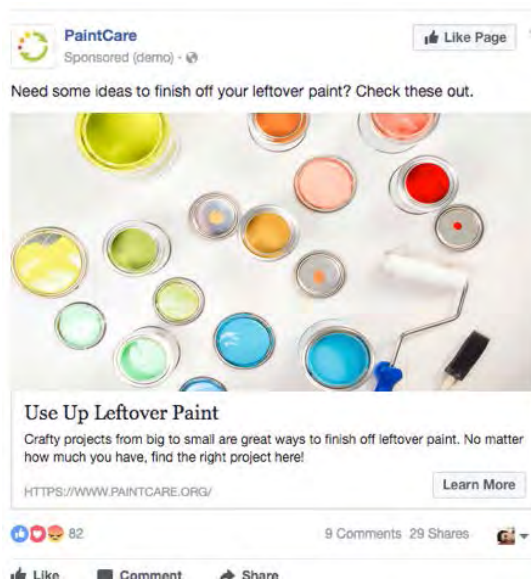 PaintCare
Like Page
Sponsored (demo) ·
Need some ideas to finish off your leftover paint? Check these out.
Use Up Leftover Paint
Crafty projects from big to small are great ways to finish off leftover paint. No matter
how much you have, find the right project here!
HTTPS://WWW.PAINTCARE.ORG/
Learn More
82
9 Comments 29 Shares
Like Comment Share